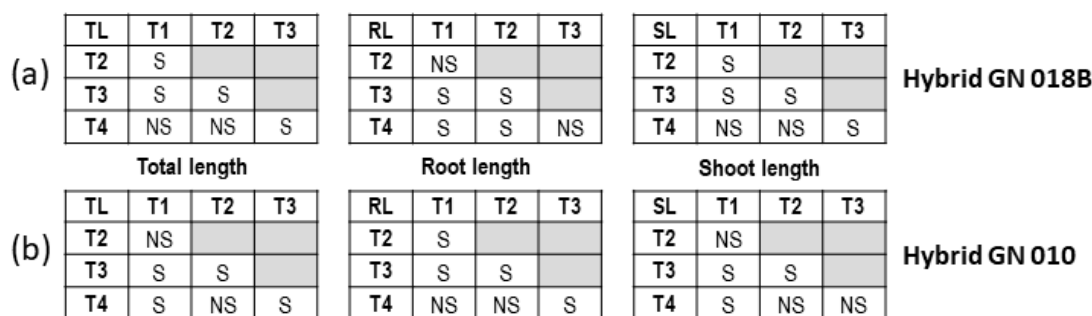 TL T1 T2 T3 RL T1 T2 T3 SL T1 T2 T3
T2 S T2 NS T2 S
(a) Hybrid GN 018B
T3 S S T3 S S T3 S S
T4 NS NS S T4 S S NS T4 NS NS S
Total length Root length Shoot length
TL T1 T2 T3 RL T1 T2 T3 SL T1 T2 T3
T2 NS T2 S T2 NS
(b) Hybrid GN 010
T3 S S T3 S S T3 S S
T4 S NS S T4 NS NS S T4 S NS NS